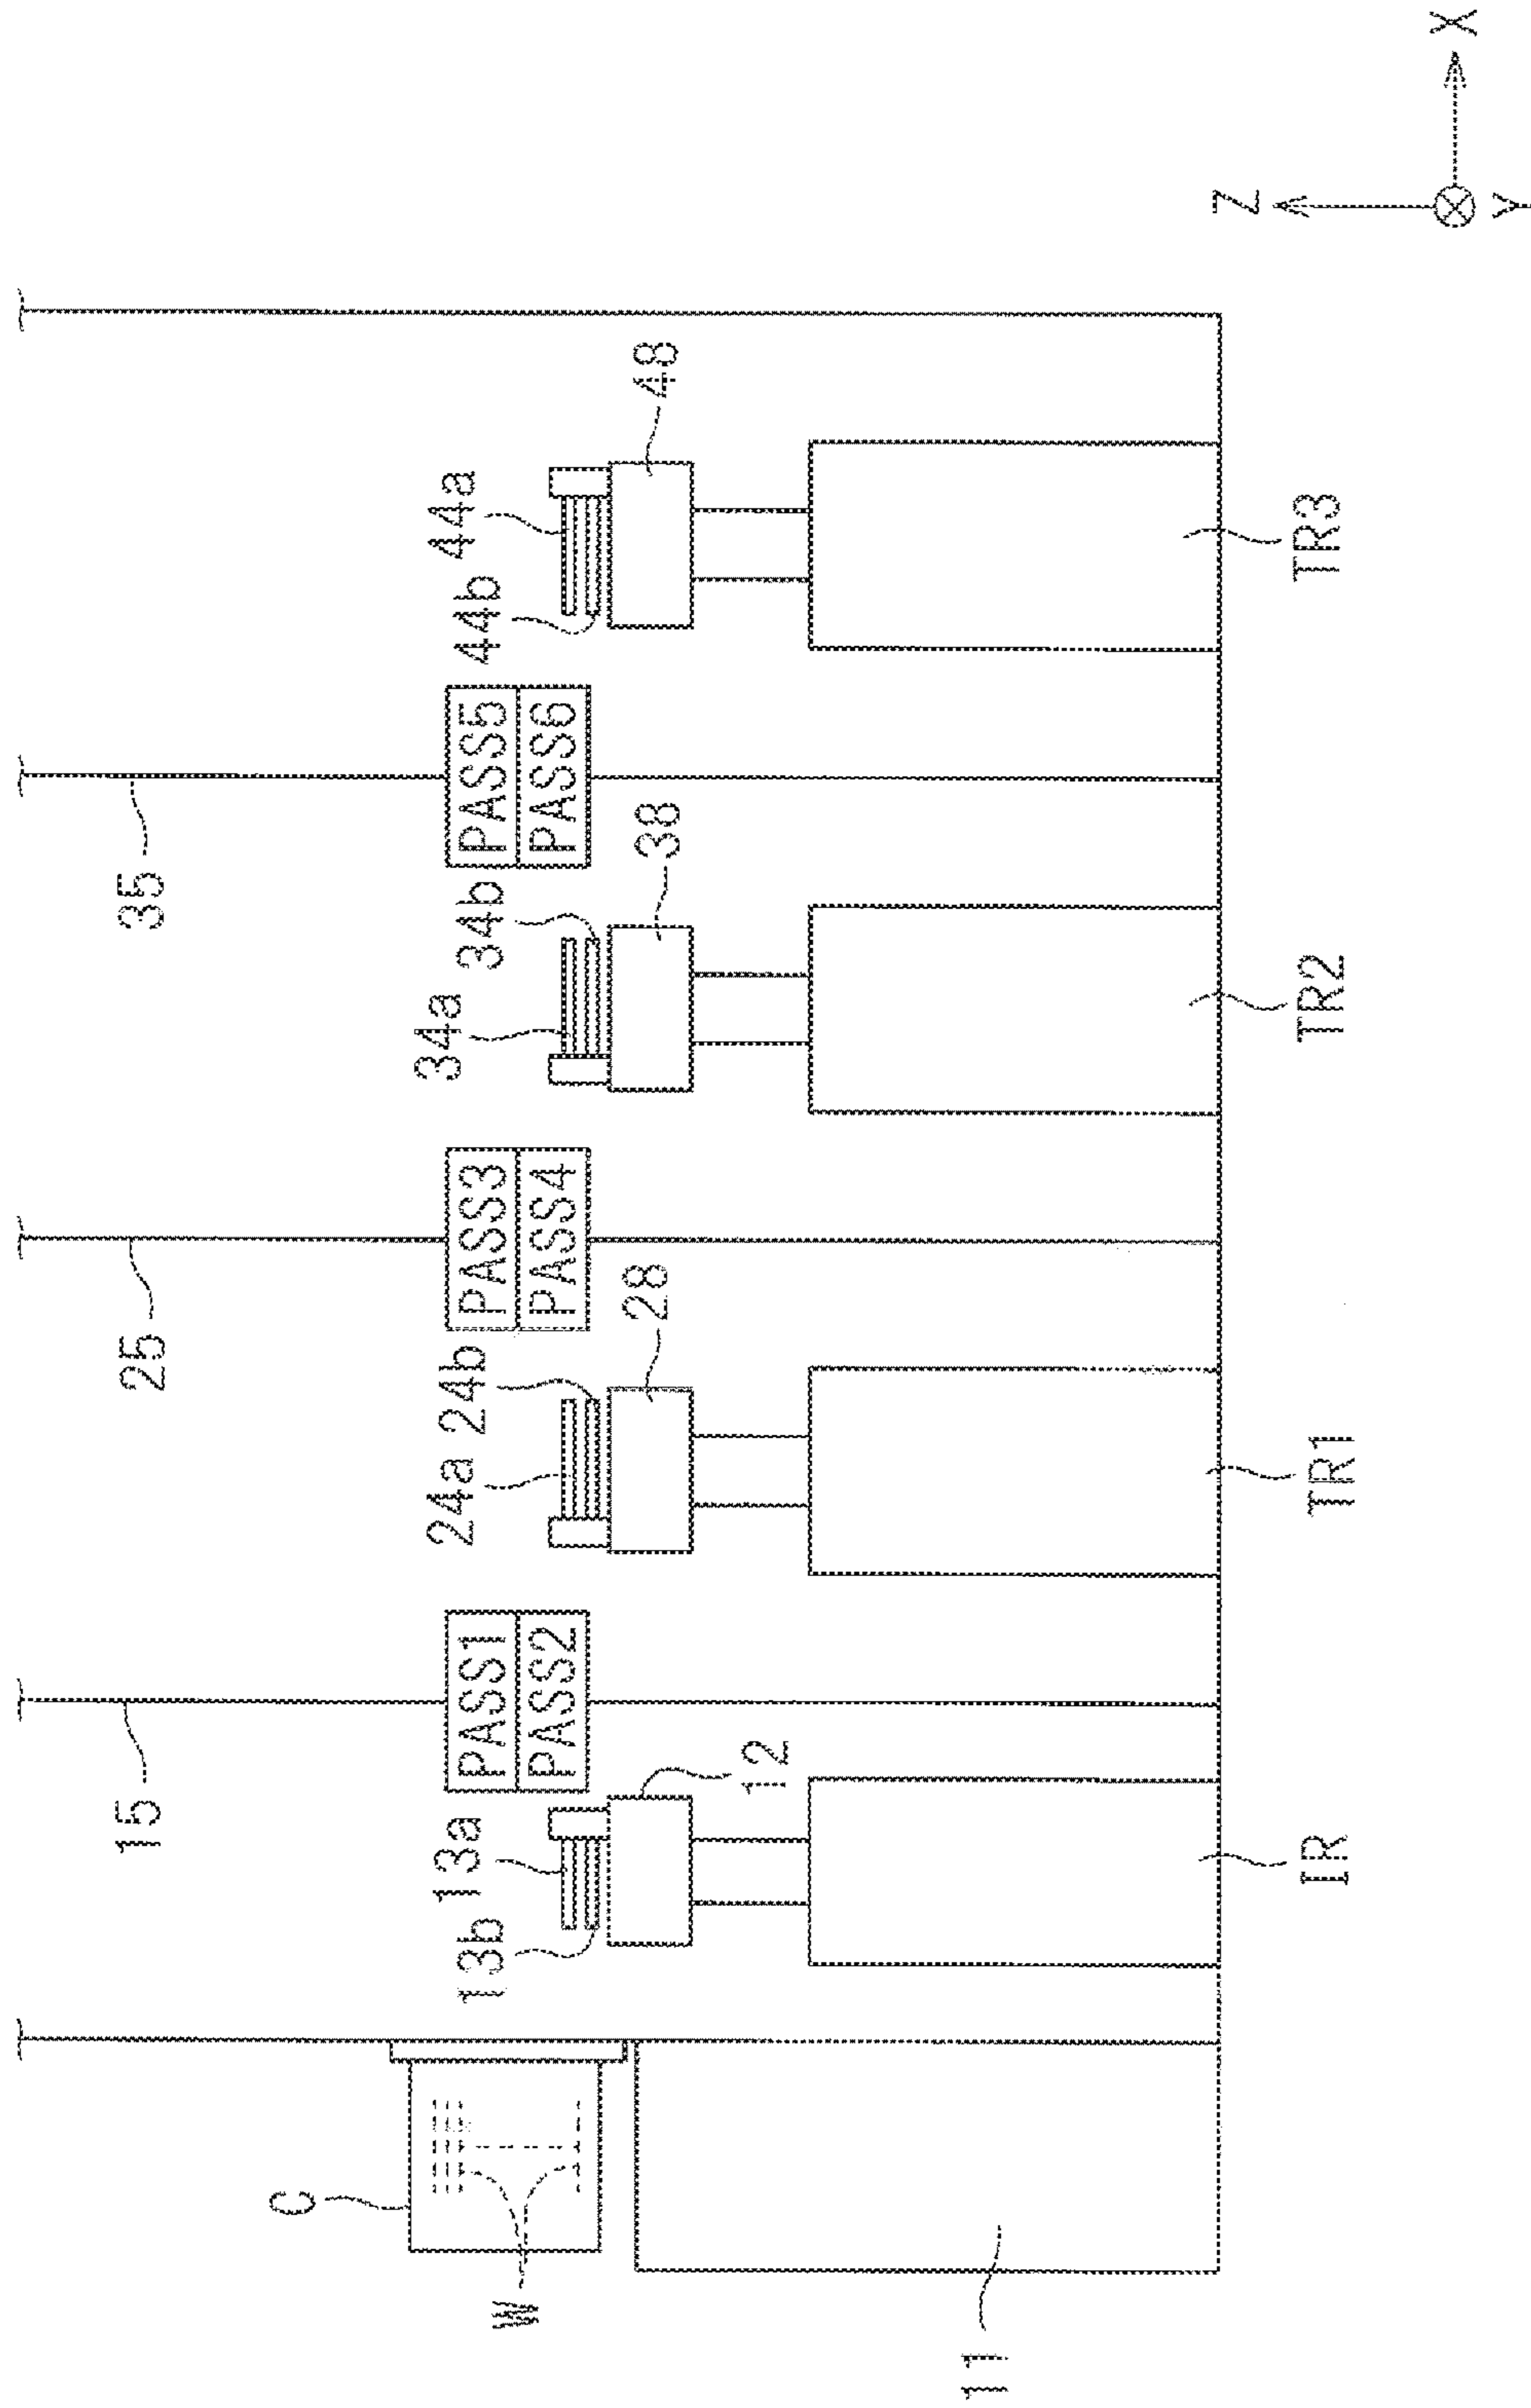 15
25
35
C
W
11
13b
13a
12
PASS1
PASS2
24a
24b
28
PASS3
PASS4
34a
34b
38
PASS5
PASS6
44b
44a
48
IR
TR1
TR2
TR3
Z
X
Y